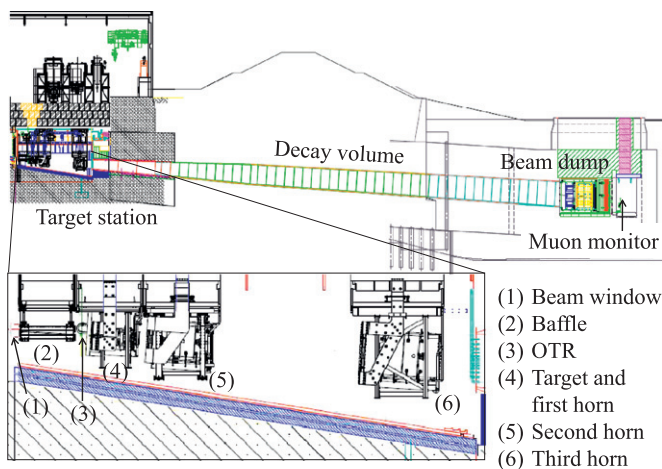 Decay volume
Beam dump
Target station
Muon monitor
(1) Beam window
(2) Baffle
(3) OTR
(4) Target and
first horn
(5) Second horn
(6) Third horn
(2)
(4)
(5)
(6)
(1)
(3)